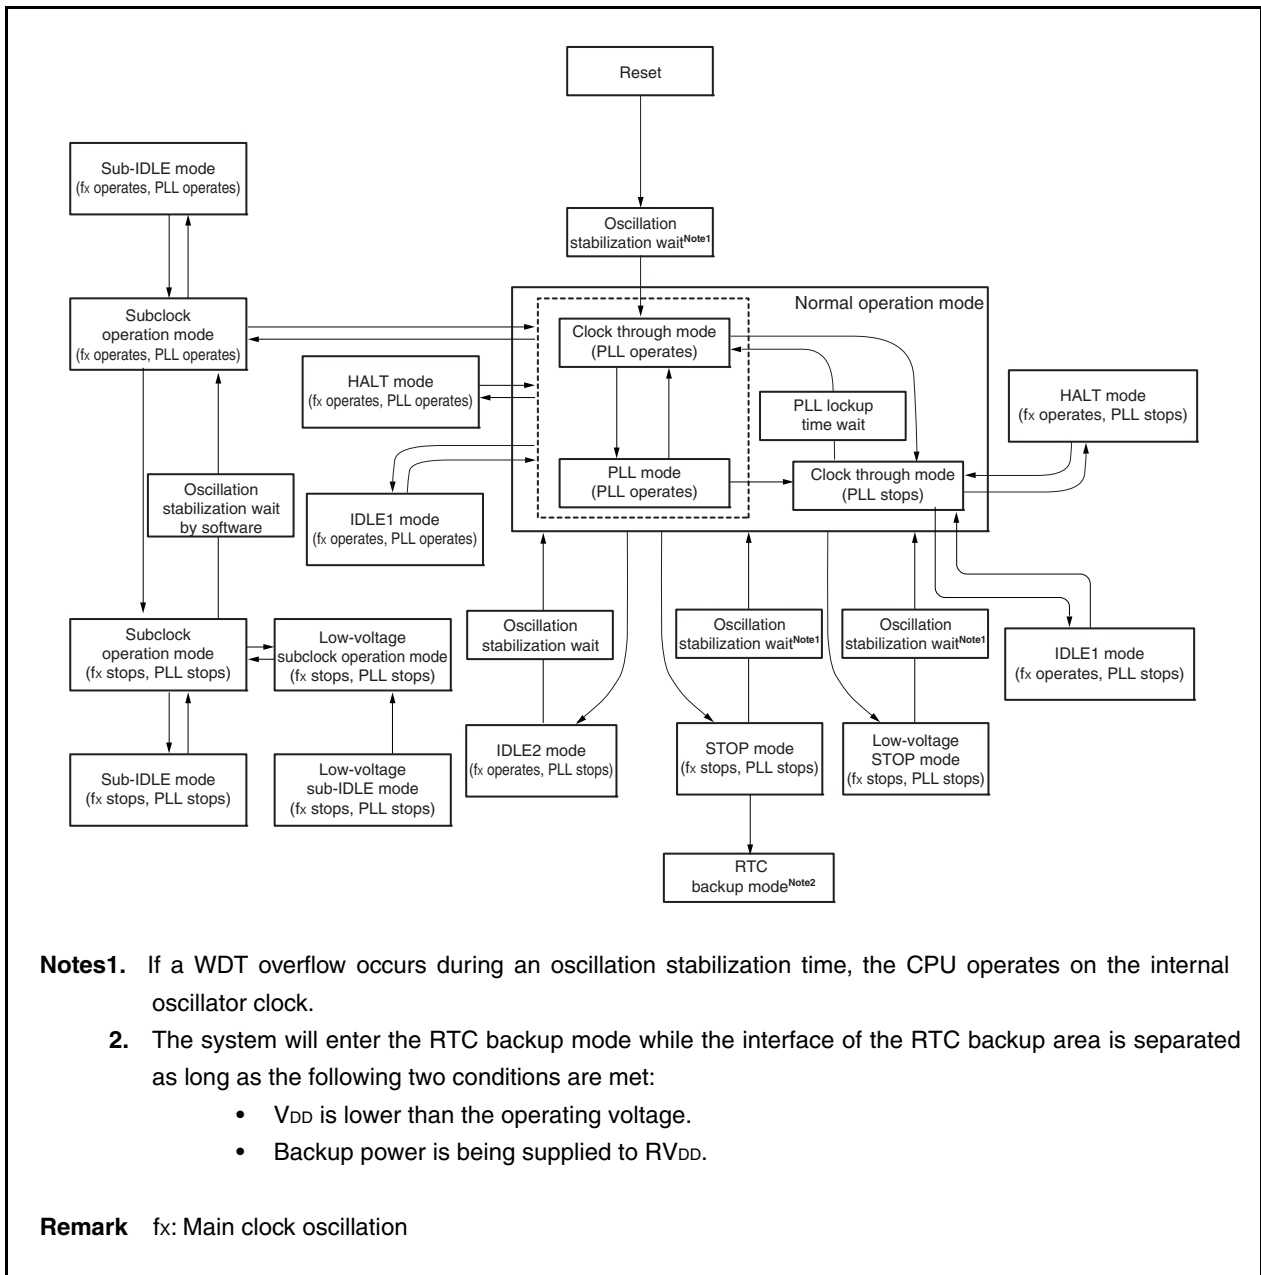 Reset
Sub-IDLE mode
(fx operates, PLL operates)
Oscillation
stabilization waitNote1
Normal operation mode
Subclock
operation mode
(fx operates, PLL operates)
Clock through mode
(PLL operates)
HALT mode
(fx operates, PLL operates)
PLL lockup
time wait
HALT mode
(fx operates, PLL stops)
PLL mode
(PLL operates)
Clock through mode
(PLL stops)
Oscillation
stabilization wait
by software
IDLE1 mode
(fx operates, PLL operates)
Subclock
operation mode
(fx stops, PLL stops)
Low-voltage
subclock operation mode
(fx stops, PLL stops)
Oscillation
stabilization wait
Oscillation
stabilization waitNote1
Oscillation
stabilization waitNote1
IDLE1 mode
(fx operates, PLL stops)
Sub-IDLE mode
(fx stops, PLL stops)
Low-voltage
sub-IDLE mode
(fx stops, PLL stops)
IDLE2 mode
(fx operates, PLL stops)
STOP mode
(fx stops, PLL stops)
Low-voltage
STOP mode
(fx stops, PLL stops)
RTC
backup modeNote2
Notes1. If a WDT overflow occurs during an oscillation stabilization time, the CPU operates on the internal
oscillator clock.
2. The system will enter the RTC backup mode while the interface of the RTC backup area is separated
as long as the following two conditions are met:
• VDD is lower than the operating voltage.
• Backup power is being supplied to RVDD.
Remark fx: Main clock oscillation